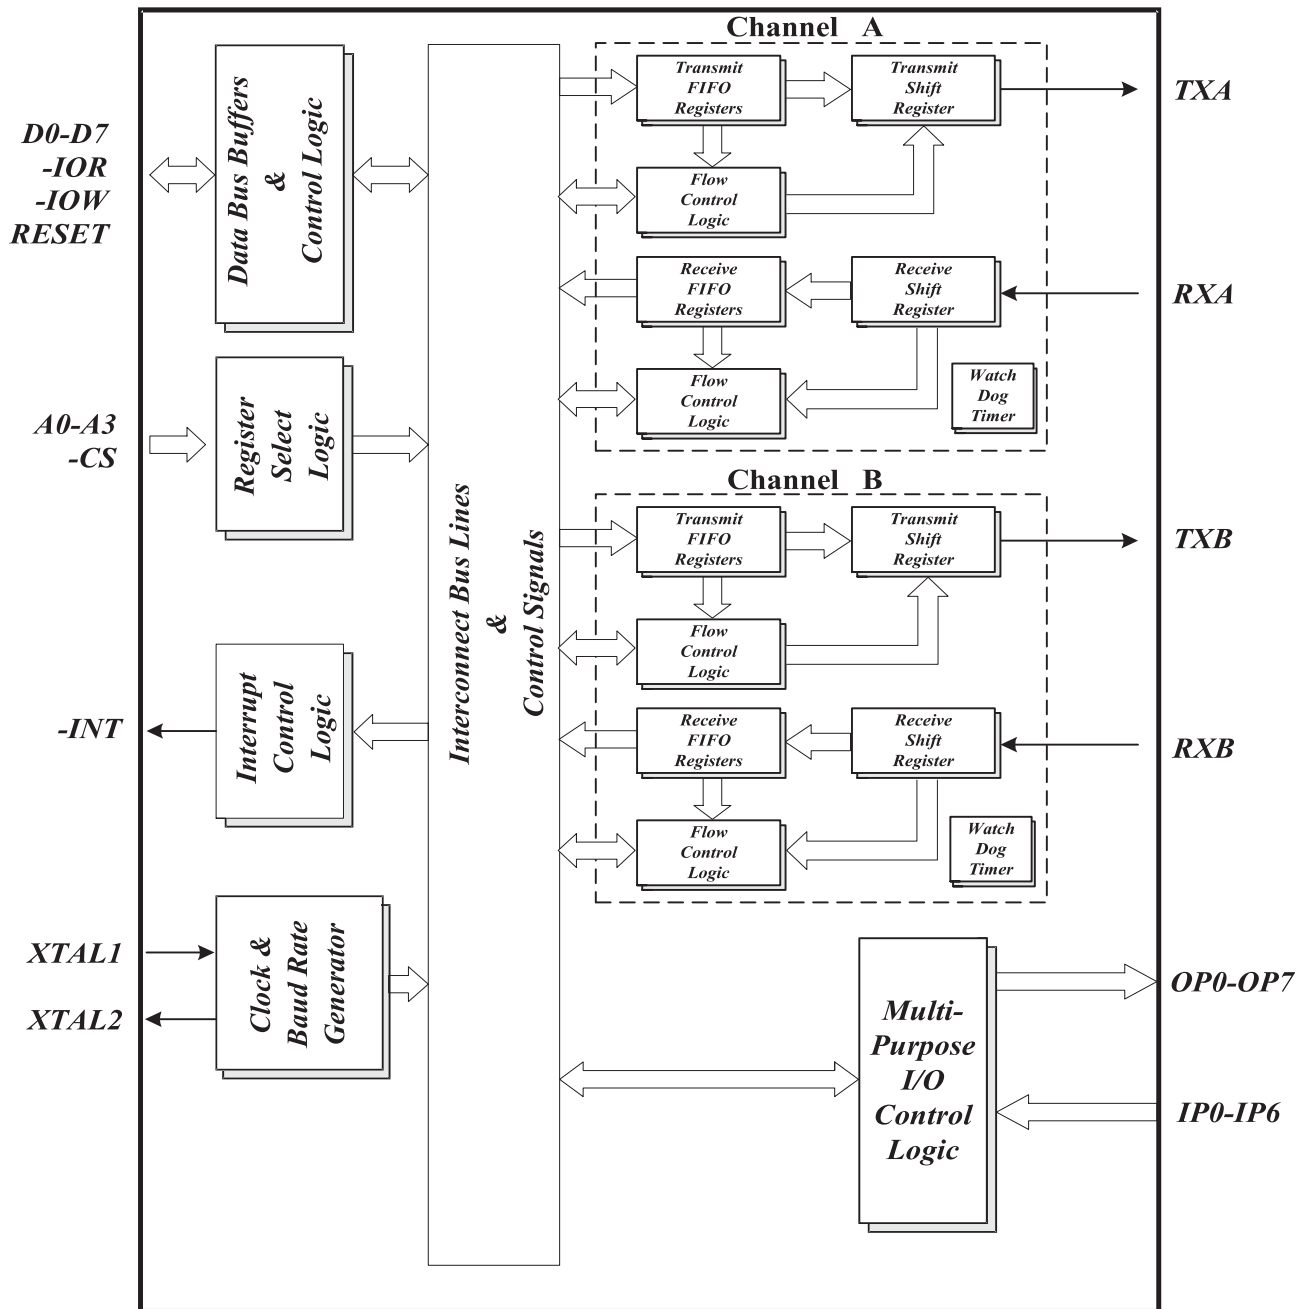 D0-D7
-IOR
-IOW
RESET
A0-A3
-CS
-INT
XTAL1
XTAL2
Data Bus Buffers
&
Control Logic
Register
Select
Logic
Interrupt
Control
Logic
Clock &
Baud Rate
Generator
Interconnect Bus Lines
&
Control Signals
Channel A
Transmit
FIFO
Registers
Transmit
Shift
Register
Flow
Control
Logic
Receive
FIFO
Registers
Receive
Shift
Register
Flow
Control
Logic
Watch
Dog
Timer
Channel B
Transmit
FIFO
Registers
Transmit
Shift
Register
Flow
Control
Logic
Receive
FIFO
Registers
Receive
Shift
Register
Flow
Control
Logic
Watch
Dog
Timer
Multi-
Purpose
I/O
Control
Logic
TXA
RXA
TXB
RXB
OP0-OP7
IP0-IP6